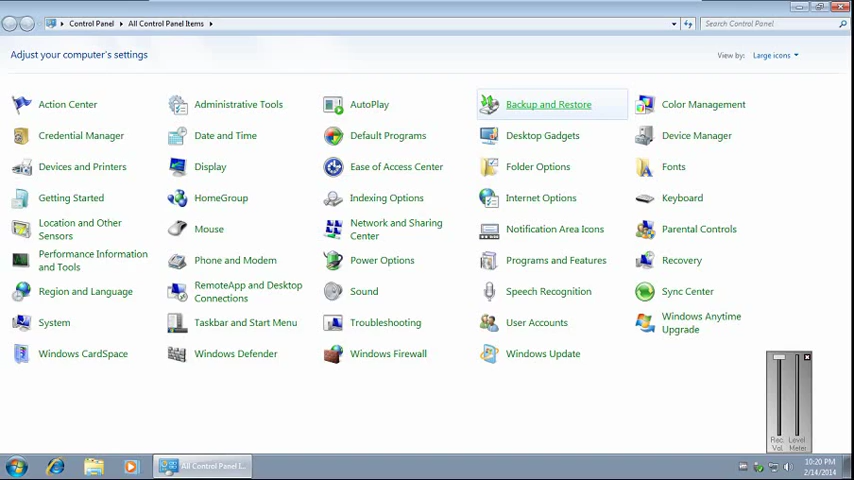 Control Panel
All Control Panel Items
Search Control Panel
Adjust your computer's settings
View by:
Large icons
Action Center
Administrative Tools
AutoPlay
Backup and Restore
Color Management
Credential Manager
Date and Time
Default Programs
Desktop Gadgets
Device Manager
Devices and Printers
Display
Ease of Access Center
Folder Options
Fonts
Getting Started
HomeGroup
Indexing Options
Internet Options
Keyboard
Location and Other
Sensors
Mouse
Network and Sharing
Center
Notification Area Icons
Parental Controls
Performance Information
and Tools
Phone and Modem
Power Options
Programs and Features
Recovery
Region and Language
RemoteApp and Desktop
Connections
Sound
Speech Recognition
Sync Center
System
Taskbar and Start Menu
Troubleshooting
User Accounts
Windows Anytime
Upgrade
Windows CardSpace
Windows Defender
Windows Firewall
Windows Update
Rec. Level
Vol. Meter
All Control Panel I...
10:20 PM
2/14/2014